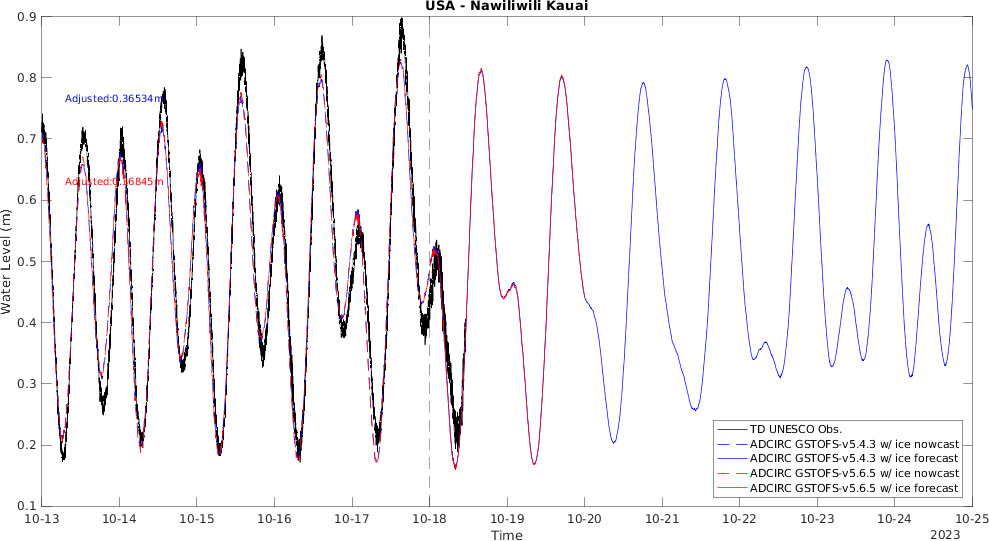 USA - Nawiliwili Kauai
0.9
0.8
Adjusted:0.36534m
0.7
Adjusted:0.36845m
0.6
Water Level (m)
0.5
0.4
0.3
0.2
0.1
TD UNESCO Obs.
ADCIRC GSTOFS-v5.4.3 w/ ice nowcast
ADCIRC GSTOFS-v5.4.3 w/ ice forecast
ADCIRC GSTOFS-v5.6.5 w/ ice nowcast
ADCIRC GSTOFS-v5.6.5 w/ ice forecast
10-13 10-14 10-15 10-16 10-17 10-18 10-19 10-20 10-21 10-22 10-23 10-24 10-25
Time
2023